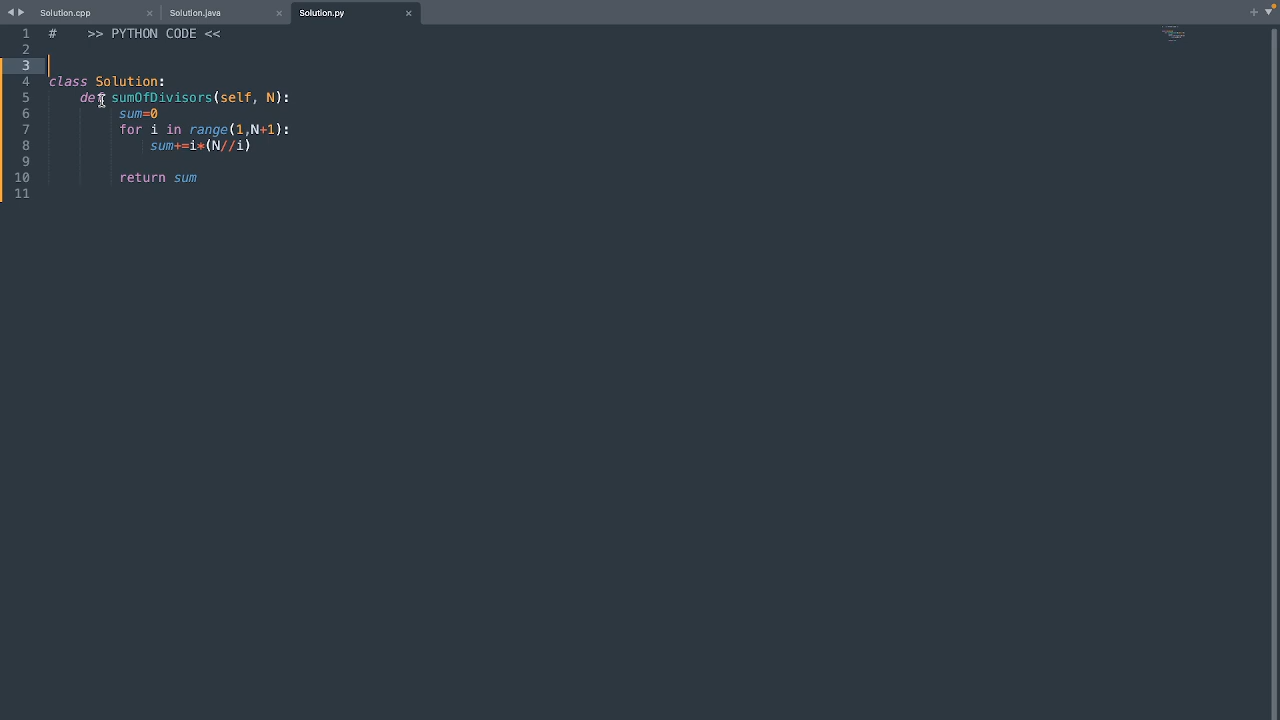 Solution.cpp × Solution.java × Solution.py ×
1 # >> PYTHON CODE <<
2
3
4 class Solution:
5 def sumOfDivisors(self, N):
6 sum=0
7 for i in range(1,N+1):
8 sum+=i*(N//i)
9
10 return sum
11